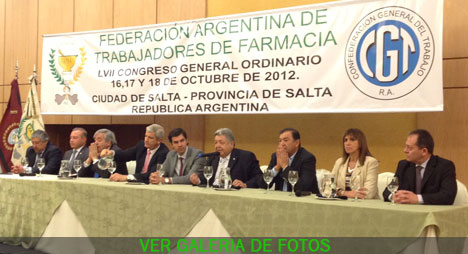 FEDERACIÓN ARGENTINA DE
TRABAJADORES DE FARMACIA
LVII CONGRESO GENERAL ORDINARIO
16,17 Y 18 DE OCTUBRE DE 2012.
CIUDAD DE SALTA - PROVINCIA DE SALTA
REPUBLICA ARGENTINA
CONFEDERACIÓN GENERAL DEL TRABAJO
CGT
R.A.
VER GALERIA DE FOTOS